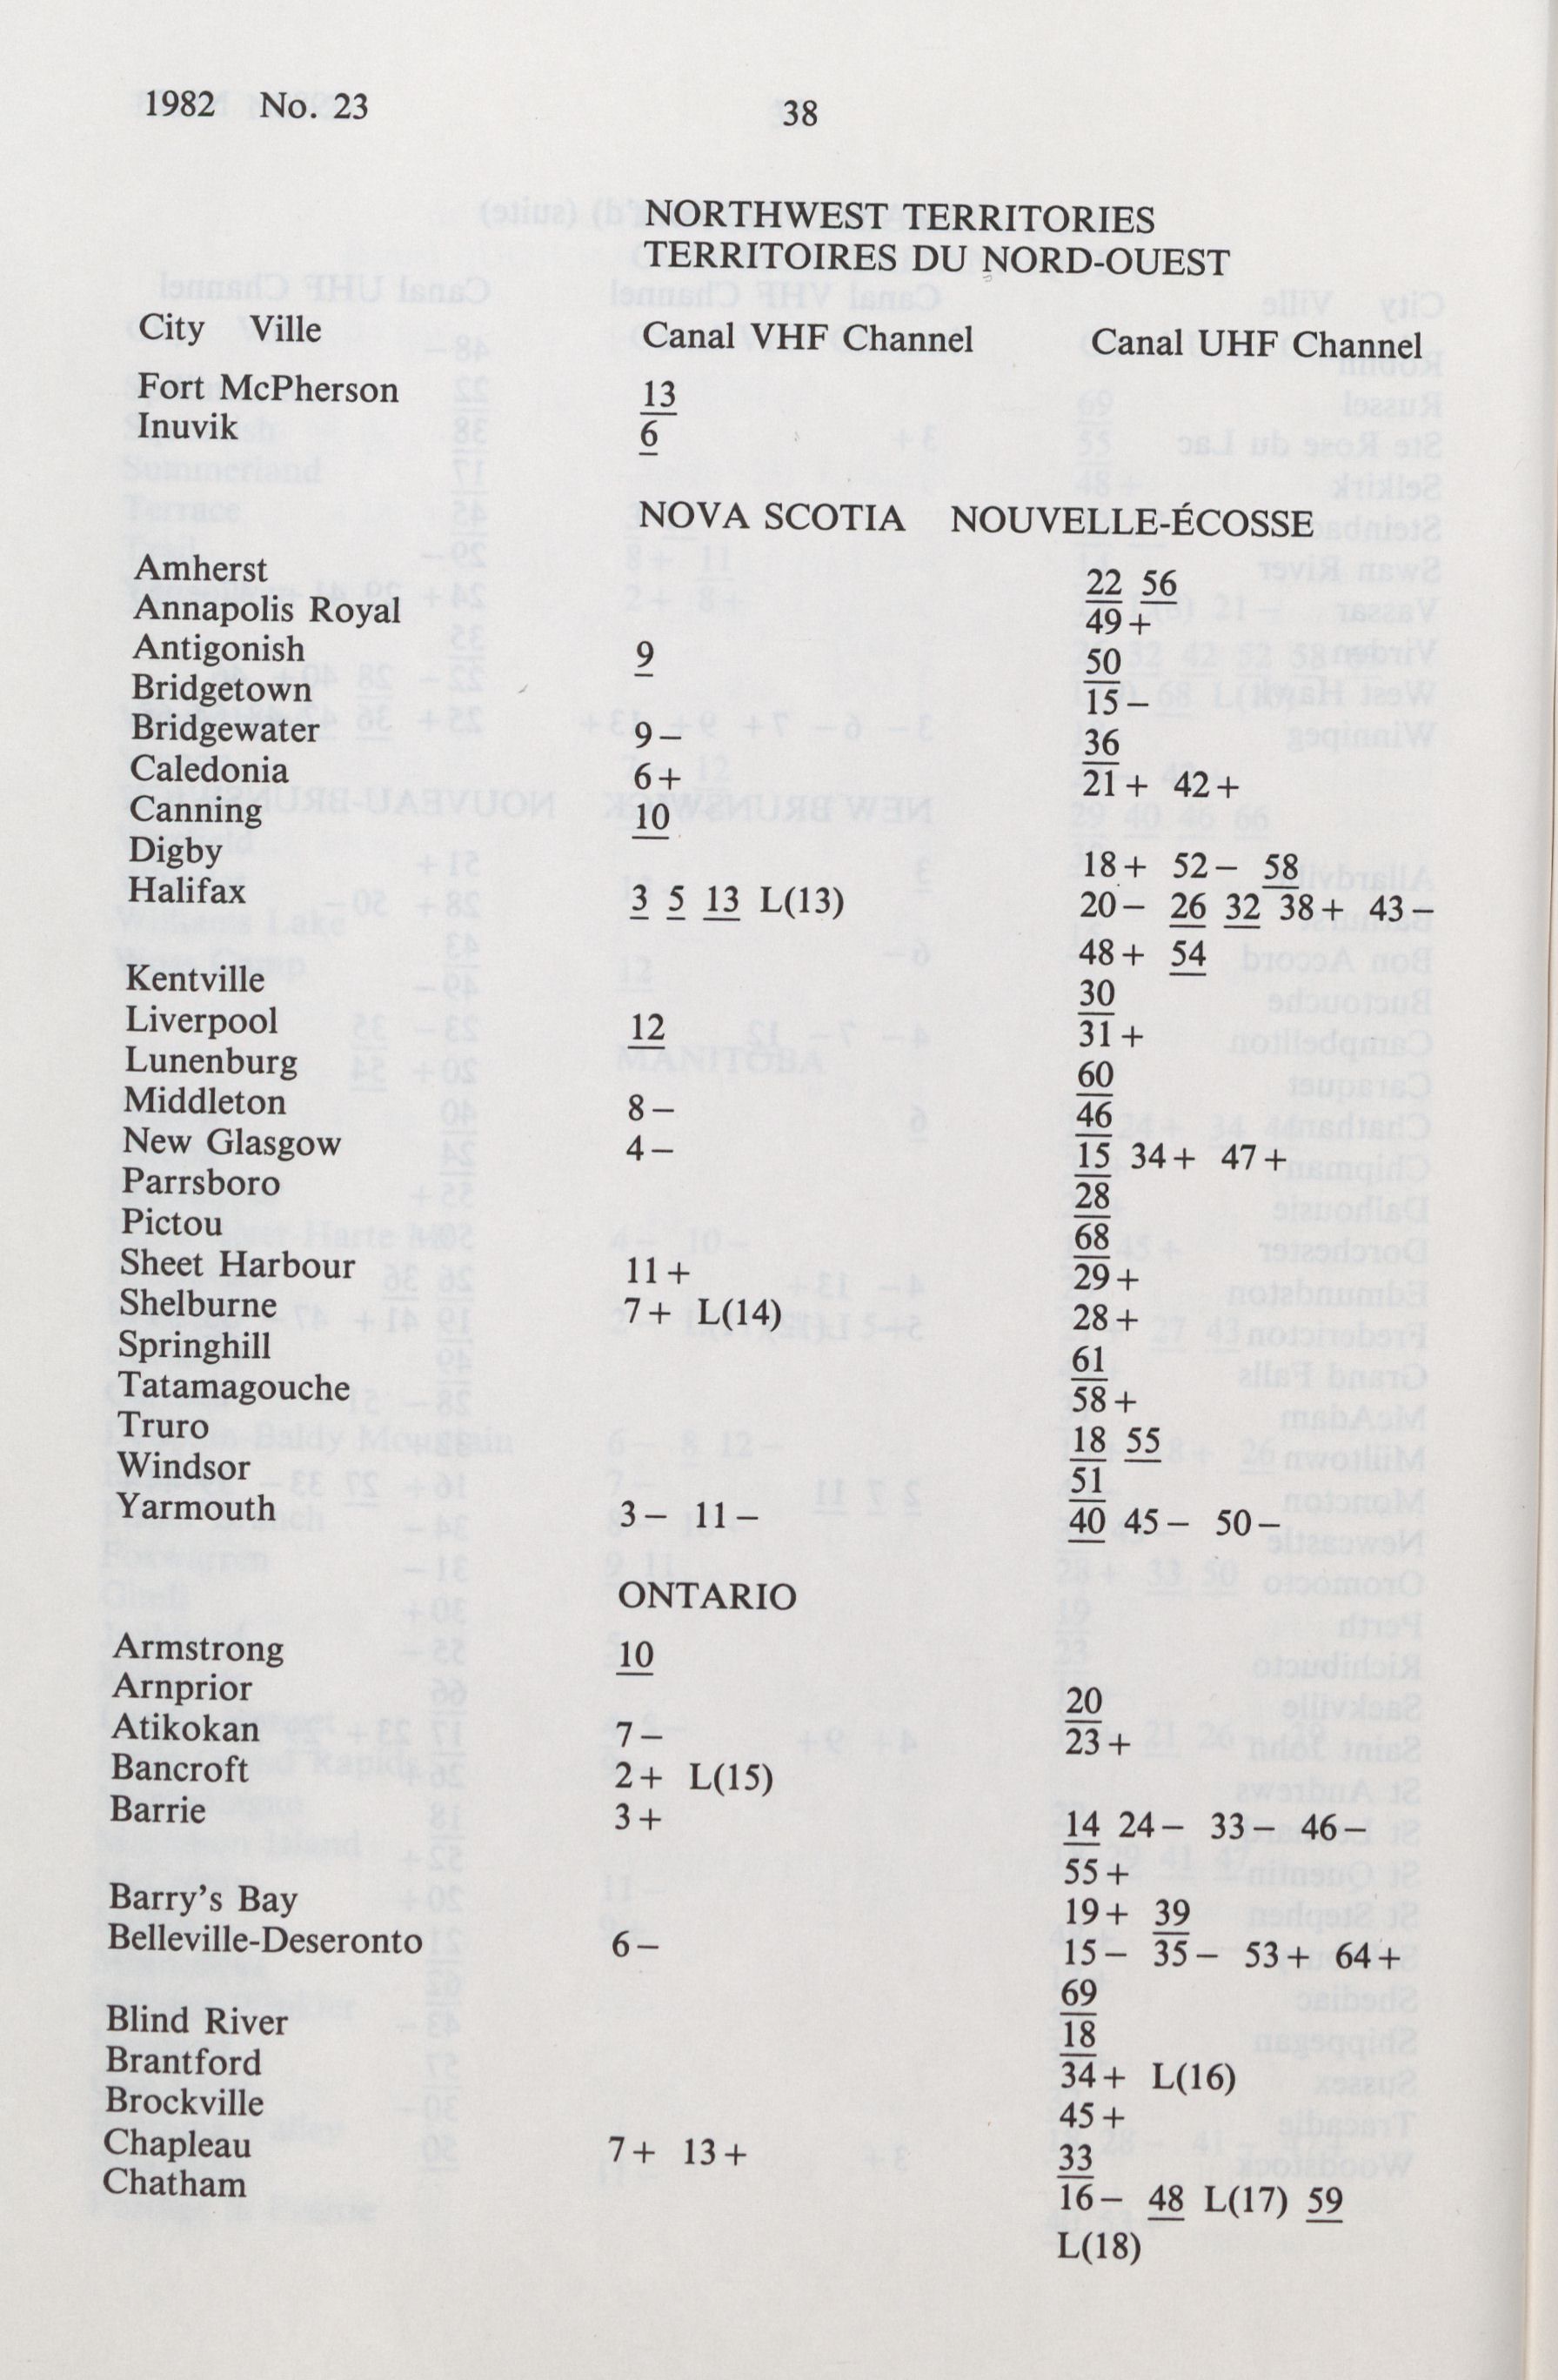 1982 No. 23 38
NORTHWEST TERRITORIES
TERRITOIRES DU NORD-OUEST
City Ville Canal VHF Channel Canal UHF Channel
Fort McPherson 13
Inuvik 6
NOVA SCOTIA NOUVELLE-ÉCOSSE
Amherst 22 56
Annapolis Royal 49+
Antigonish 9 50
Bridgetown 15-
Bridgewater 9- 36
Caledonia 6+ 21+ 42+
Canning 10
Digby 18+ 52- 58
Halifax 3 5 13 L(13) 20- 26 32 38+ 43-
48+ 54
Kentville 30
Liverpool 12 31+
Lunenburg 60
Middleton 8- 46
New Glasgow 4- 15 34+ 47+
Parrsboro 28
Pictou 68
Sheet Harbour 11+ 29+
Shelburne 7+ L(14) 28+
Springhill 61
Tatamagouche 58+
Truro 18 55
Windsor 51
Yarmouth 3- 11- 40 45- 50-
ONTARIO
Armstrong 10
Arnprior 20
Atikokan 7- 23+
Bancroft 2+ L(15)
Barrie 3+ 14 24- 33- 46-
55+
Barry's Bay 19+ 39
Belleville-Deseronto 6- 15- 35- 53+ 64+
69
Blind River 18
Brantford 34+ L(16)
Brockville 45+
Chapleau 7+ 13+ 33
Chatham 16- 48 L(17) 59
L(18)